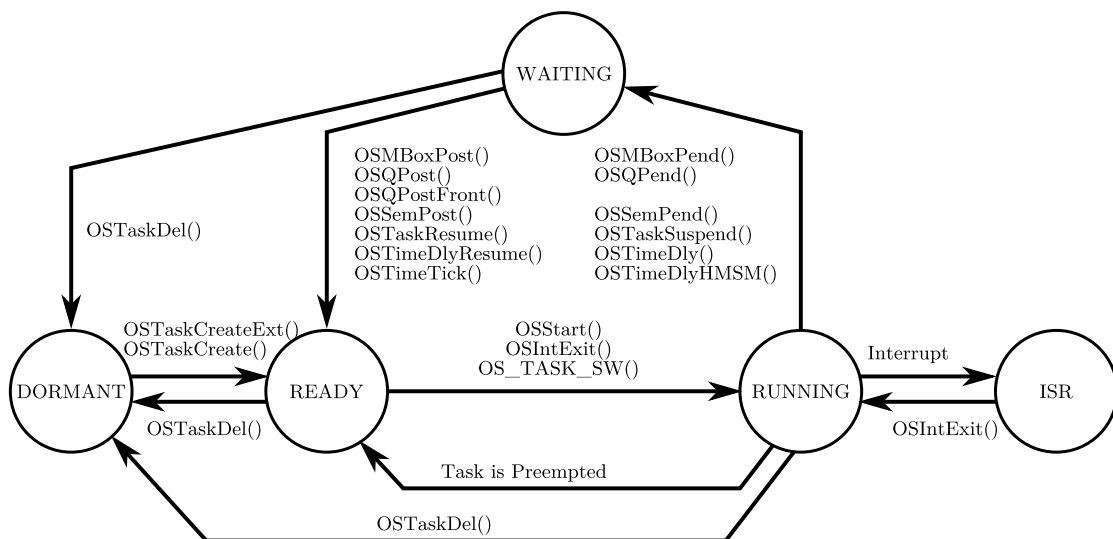 WAITING
OSMBoxPost()
OSQPost()
OSQPostFront()
OSSemPost()
OSTaskResume()
OSTimeDlyResume()
OSTimeTick()
OSMBoxPend()
OSQPend()
OSSemPend()
OSTaskSuspend()
OSTimeDly()
OSTimeDlyHMSM()
OSTaskDel()
OSTaskCreateExt()
OSTaskCreate()
OSStart()
OSIntExit()
OS_TASK_SW()
Interrupt
DORMANT
READY
RUNNING
ISR
OSTaskDel()
OSIntExit()
Task is Preempted
OSTaskDel()